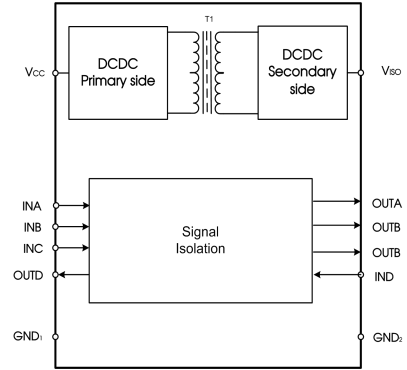 T1
DCDC
Primary side
DCDC
Secondary
side
VCC
VISO
INA
INB
INC
OUTD
Signal
Isolation
OUTA
OUTB
OUTB
IND
GND1
GND2